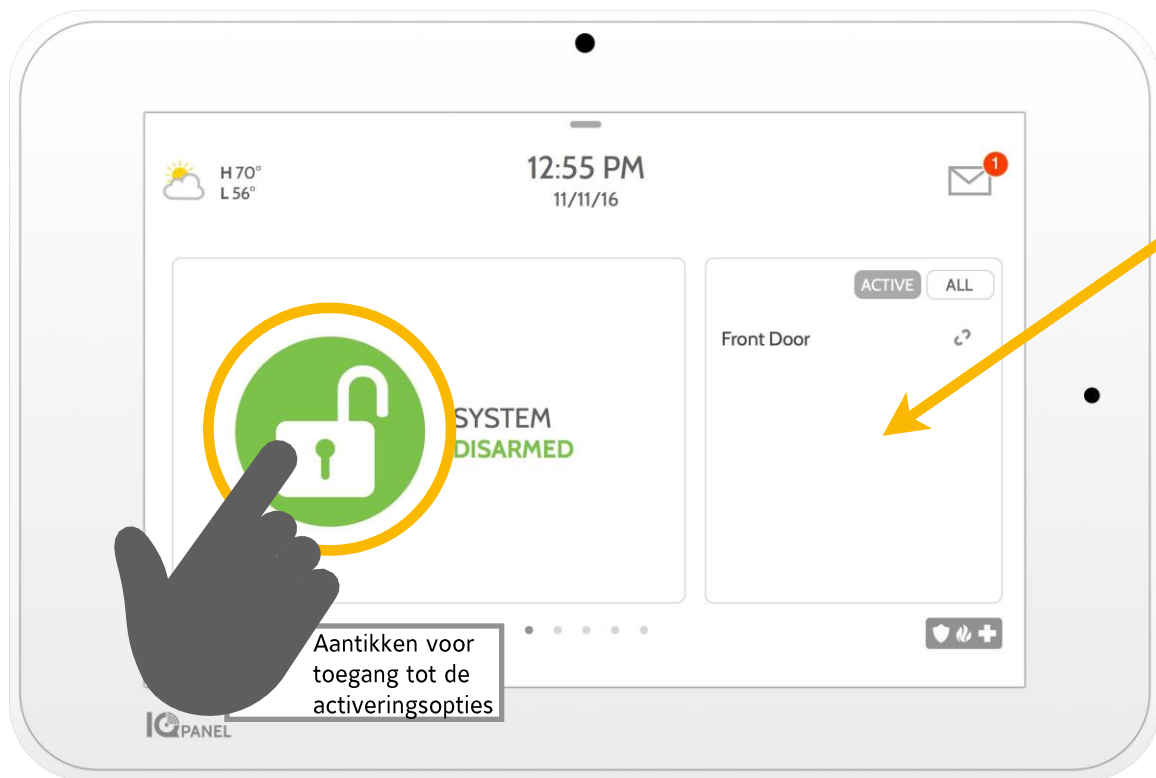 12:55 PM
11/11/16
H 70°
L 56°
1
ACTIVE ALL
Front Door
SYSTEM
DISARMED
Aantikken voor
toegang tot de
activeringsopties
IQ PANEL